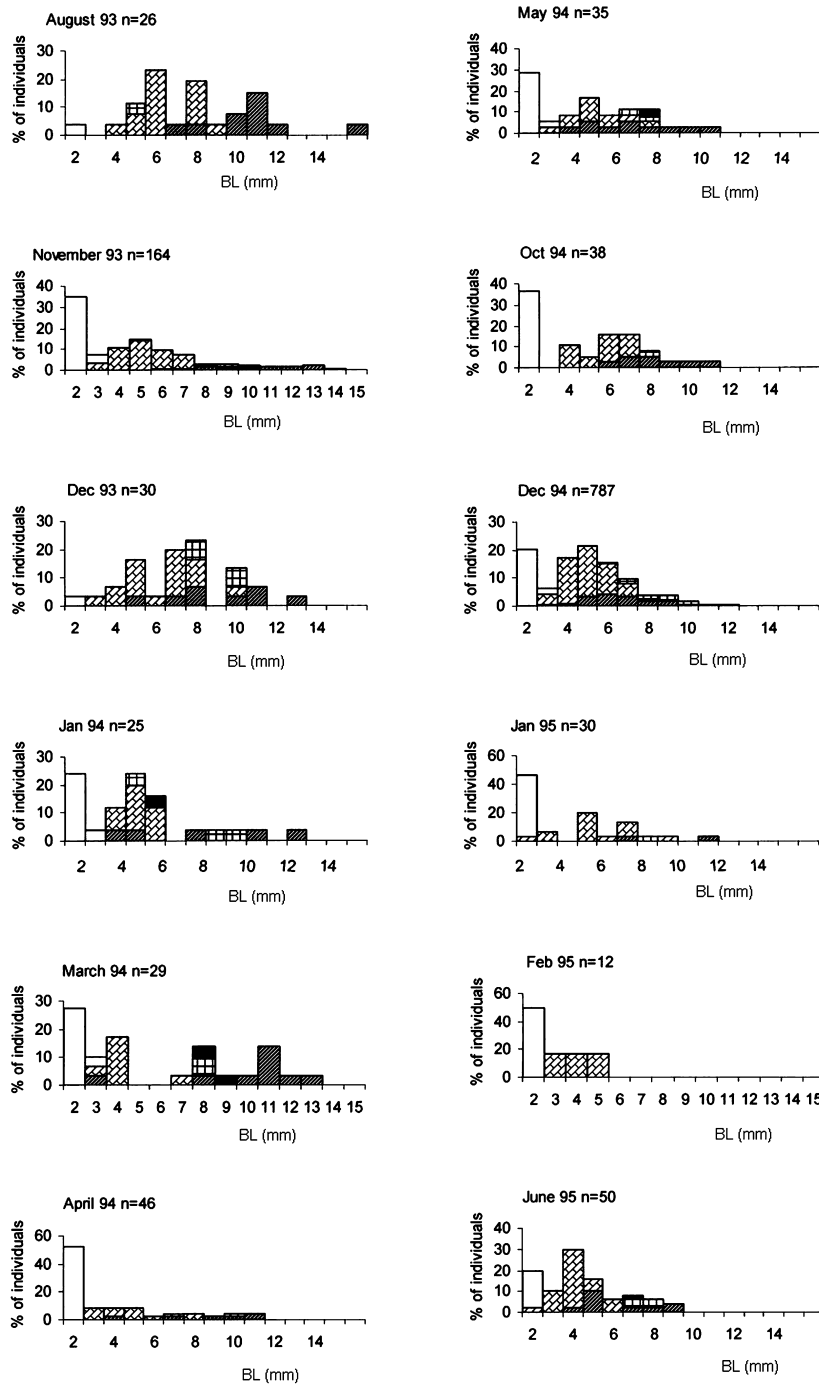 August 93 n=26
% of individuals
30
20
10
0
2 4 6 8 10 12 14
BL (mm)
November 93 n=164
% of individuals
40
30
20
10
0
2 3 4 5 6 7 8 9 10 11 12 13 14 15
BL (mm)
Dec 93 n=30
% of individuals
30
20
10
0
2 4 6 8 10 12 14
BL (mm)
Jan 94 n=25
% of individuals
30
20
10
0
2 4 6 8 10 12 14
BL (mm)
March 94 n=29
% of individuals
30
20
10
0
2 3 4 5 6 7 8 9 10 11 12 13 14 15
BL (mm)
April 94 n=46
% of individuals
60
40
20
0
2 4 6 8 10 12 14
BL (mm)
May 94 n=35
% of individuals
40
30
20
10
0
2 4 6 8 10 12 14
BL (mm)
Oct 94 n=38
% of individuals
40
30
20
10
0
2 4 6 8 10 12 14
BL (mm)
Dec 94 n=787
% of individuals
30
20
10
0
2 4 6 8 10 12 14
BL (mm)
Jan 95 n=30
% of individuals
60
40
20
0
2 4 6 8 10 12 14
BL (mm)
Feb 95 n=12
% of individuals
60
40
20
0
2 3 4 5 6 7 8 9 10 11 12 13 14 15
BL (mm)
June 95 n=50
% of individuals
40
30
20
10
0
2 4 6 8 10 12 14
BL (mm)